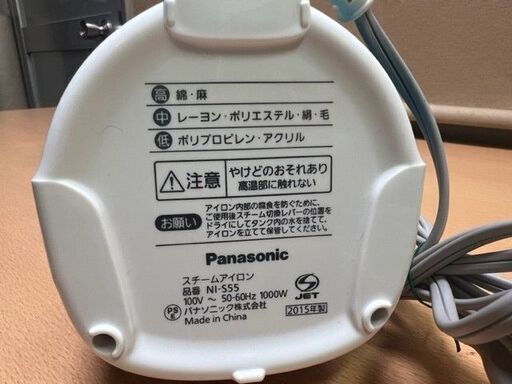 高 綿・麻
中 レーヨン・ポリエステル・絹・毛
低 ポリプロピレン・アクリル
注意 やけどのおそれあり
高温部に触れない
お願い
アイロン内部の腐食を防ぐために、
ご使用後スチーム切換レバーの位置を
ドライにしてタンク内の水を捨てて、
アイロンを立てて保管してください。
Panasonic
スチームアイロン
品番 NI-S55
100V ～ 50-60Hz 1000W
PS
E
パナソニック株式会社
Made in China
S
JET
2015年製